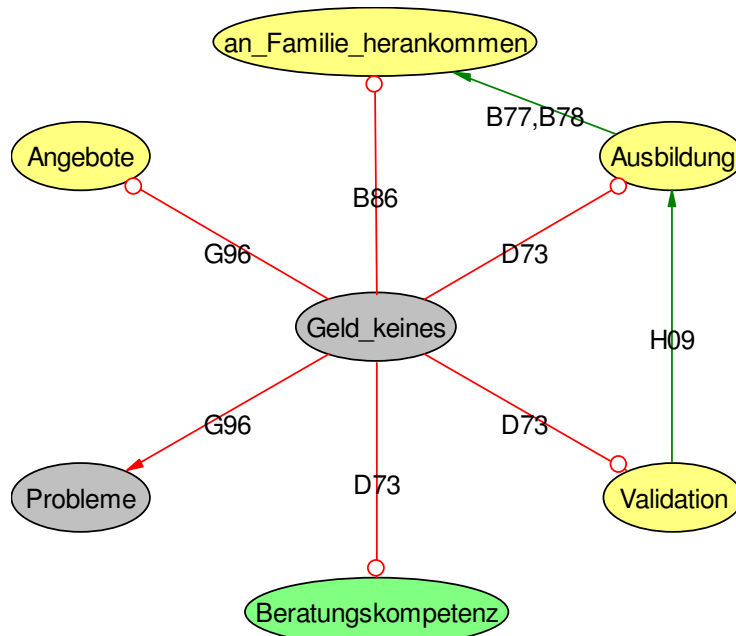 an_Familie_herankommen
B77,B78
Angebote
Ausbildung
B86
G96
D73
Geld_keines
H09
G96
D73
D73
Probleme
Validation
Beratungskompetenz